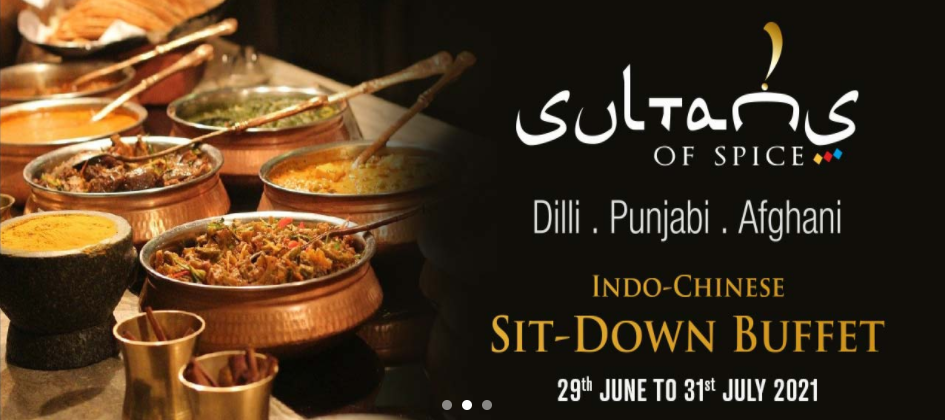 sultans
OF SPICE
Dilli . Punjabi . Afghani
INDO-CHINESE
SIT-DOWN BUFFET
29th JUNE TO 31st JULY 2021